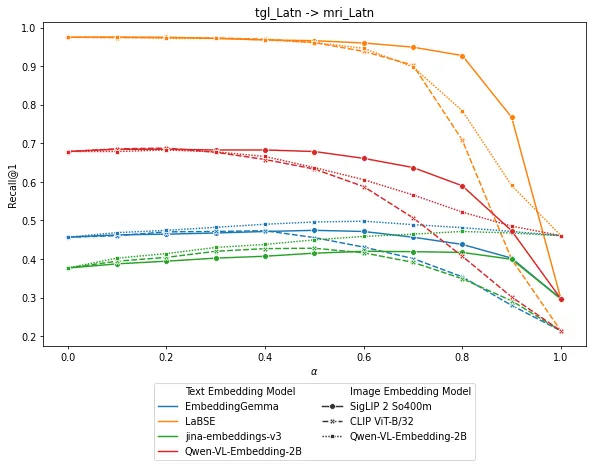 tgl_Latn -> mri_Latn
1.0
0.9
0.8
0.7
0.6
0.5
0.4
0.3
0.2
Recall@1
0.0 0.2 0.4 0.6 0.8 1.0
α
Text Embedding Model Image Embedding Model
EmbeddingGemma SigLIP 2 So400m
LaBSE CLIP ViT-B/32
jina-embeddings-v3 Qwen-VL-Embedding-2B
Qwen-VL-Embedding-2B